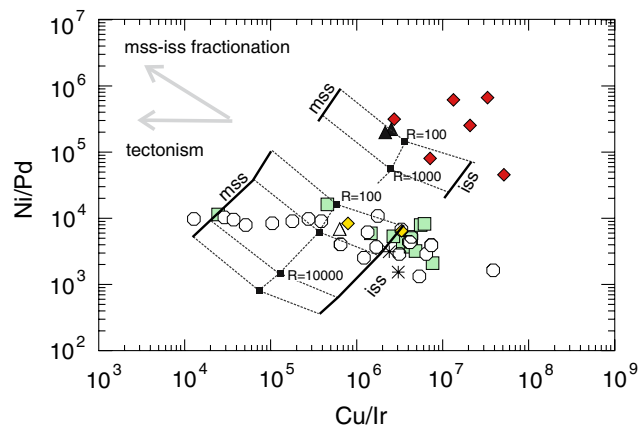 10^7
mss-iss fractionation
10^6
mss
R=100
tectonism
10^5
R=1000
iss
Ni/Pd
mss
R=100
10^4
R=10000
iss
10^3
10^2
10^3 10^4 10^5 10^6 10^7 10^8 10^9
Cu/Ir